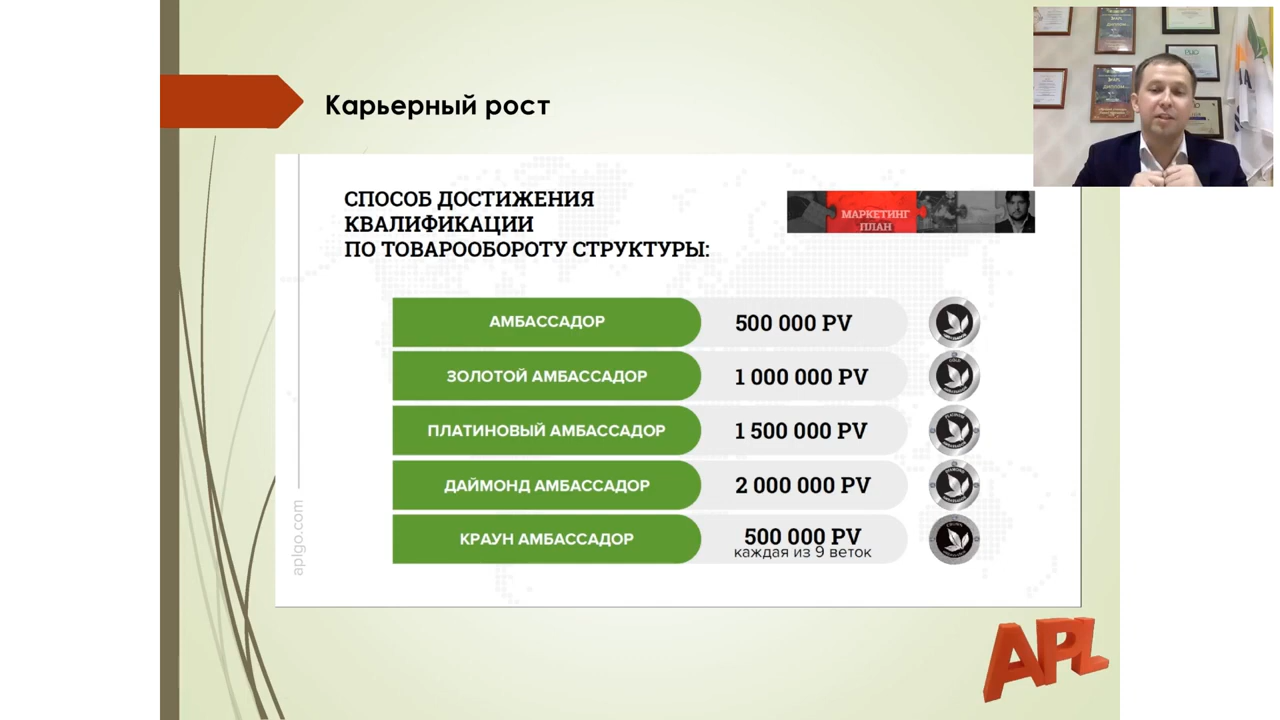 Карьерный рост
СПОСОБ ДОСТИЖЕНИЯ
КВАЛИФИКАЦИИ
ПО ТОВАРООБОРОТУ СТРУКТУРЫ:
МАРКЕТИНГ
ПЛАН
АМБАССАДОР 500 000 PV
ЗОЛОТОЙ АМБАССАДОР 1 000 000 PV
ПЛАТИНОВЫЙ АМБАССАДОР 1 500 000 PV
ДАЙМОНД АМБАССАДОР 2 000 000 PV
КРАУН АМБАССАДОР 500 000 PV
каждая из 9 веток
aplgo.com
APL